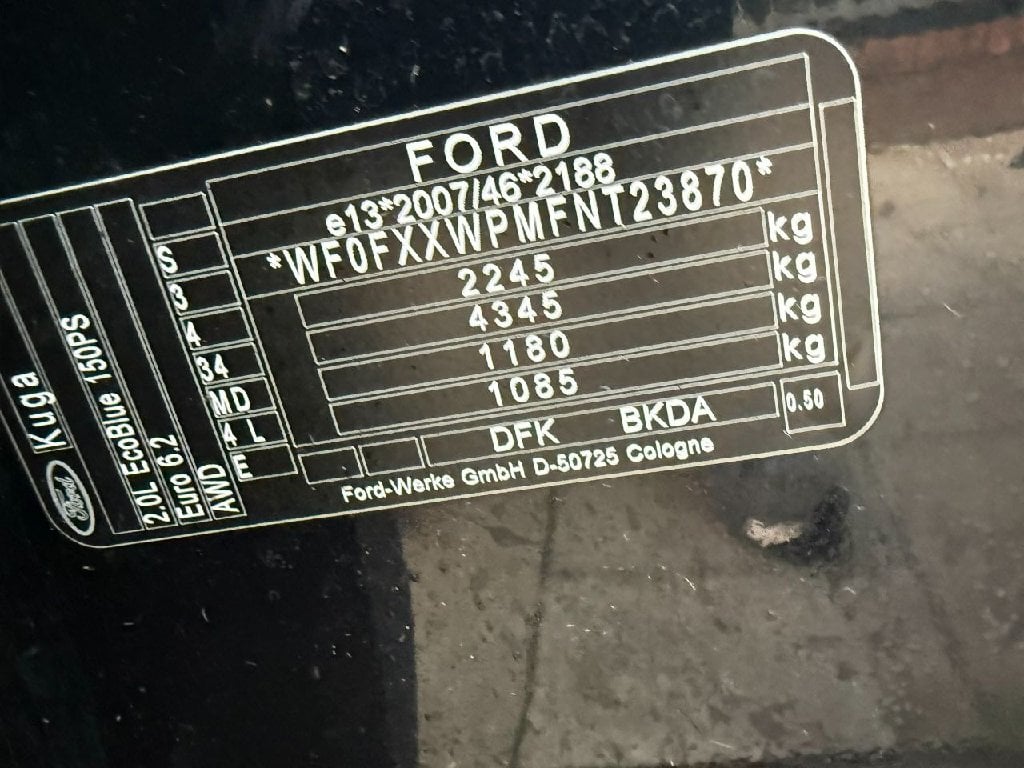 FORD
e13*2007/46*2188
*WF0FXXWPMFNT23870*
2245 kg
4345 kg
1180 kg
1085 kg
DFK BKDA 0.50
Ford-Werke GmbH D-50725 Cologne
S
3
4
34
MD
4 L
E
Kuga
2.0L EcoBlue 150PS
Euro 6.2
AWD
Ford